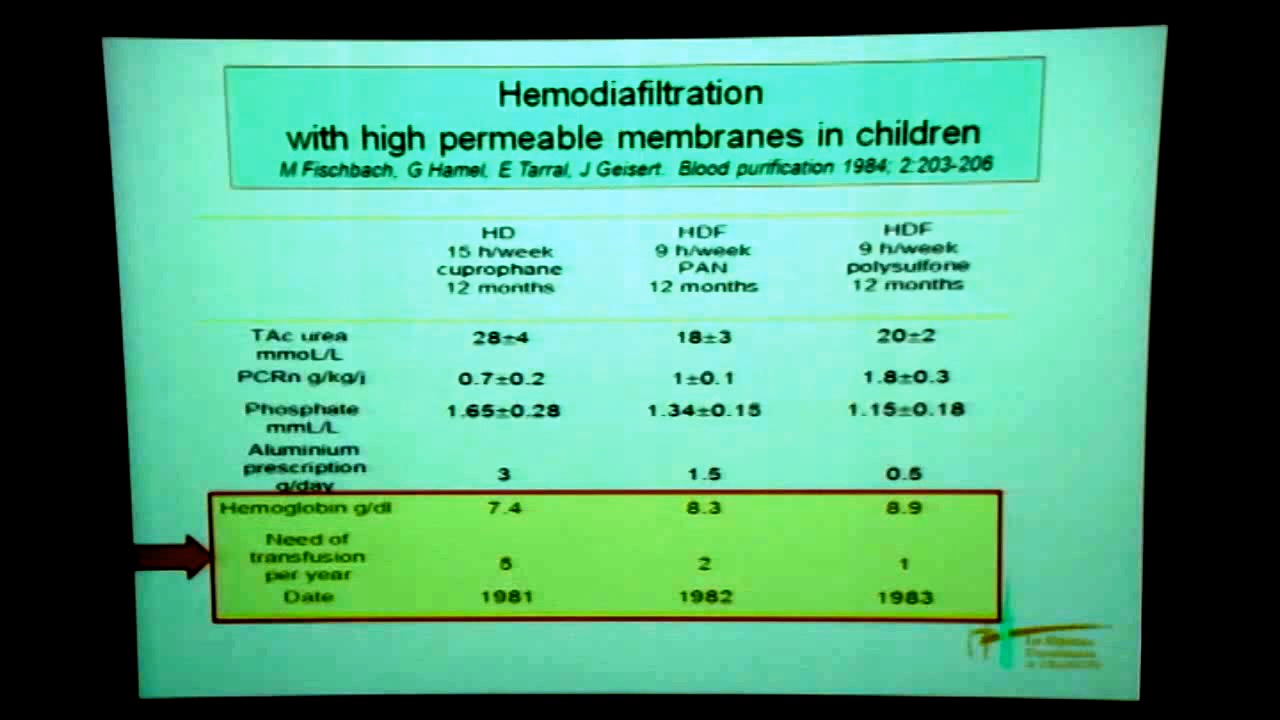 Hemodiafiltration
with high permeable membranes in children
M Fischbach, G Hamel, E Tarral, J Geisert. Blood purification 1984; 2:203-206
HD HDF HDF
15 h/week 9 h/week 9 h/week
cuprophane PAN polysulfone
12 months 12 months 12 months
TAc urea 28±4 18±3 20±2
mmoL/L
PCRn g/kg/j 0.7±0.2 1±0.1 1.8±0.3
Phosphate 1.65±0.28 1.34±0.15 1.15±0.18
mmL/L
Aluminium
prescription 3 1.5 0.5
g/day
Hemoglobin g/dl 7.4 8.3 8.9
Need of
transfusion 2 1
per year
Date 1981 1982 1983